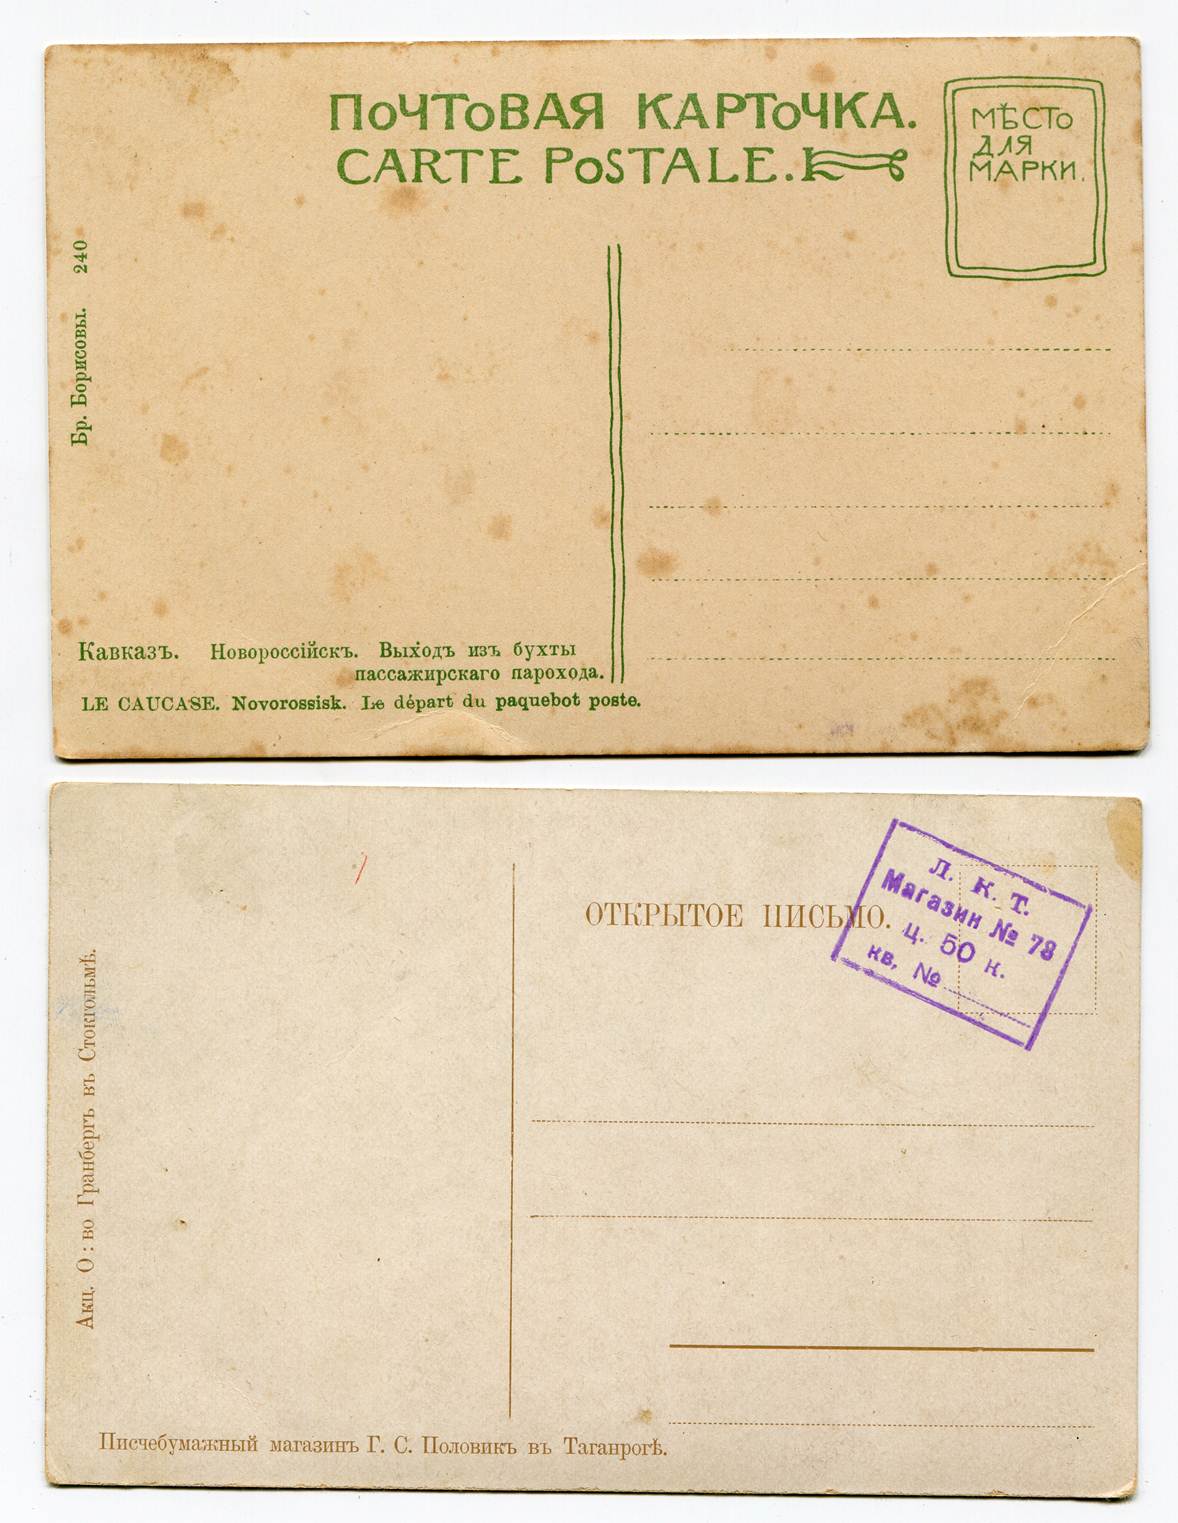 ПОЧТОВАЯ КАРТОЧКА.
CARTE POSTALE.
МѢСТО
ДЛЯ
МАРКИ.
Бр. Борисовы. 240
Кавказъ. Новороссійскъ. Выходъ изъ бухты
пассажирскаго парохода.
LE CAUCASE. Novorossisk. Le départ du paquebot poste.
ОТКРЫТОЕ ПИСЬМО.
Л. К. Т.
Магазин № 78
ц. 50 к.
кв. №
Акц. О: во Гранбергъ въ Стокгольмѣ.
Писчебумажный магазинъ Г. С. Половикъ въ Таганрогѣ.